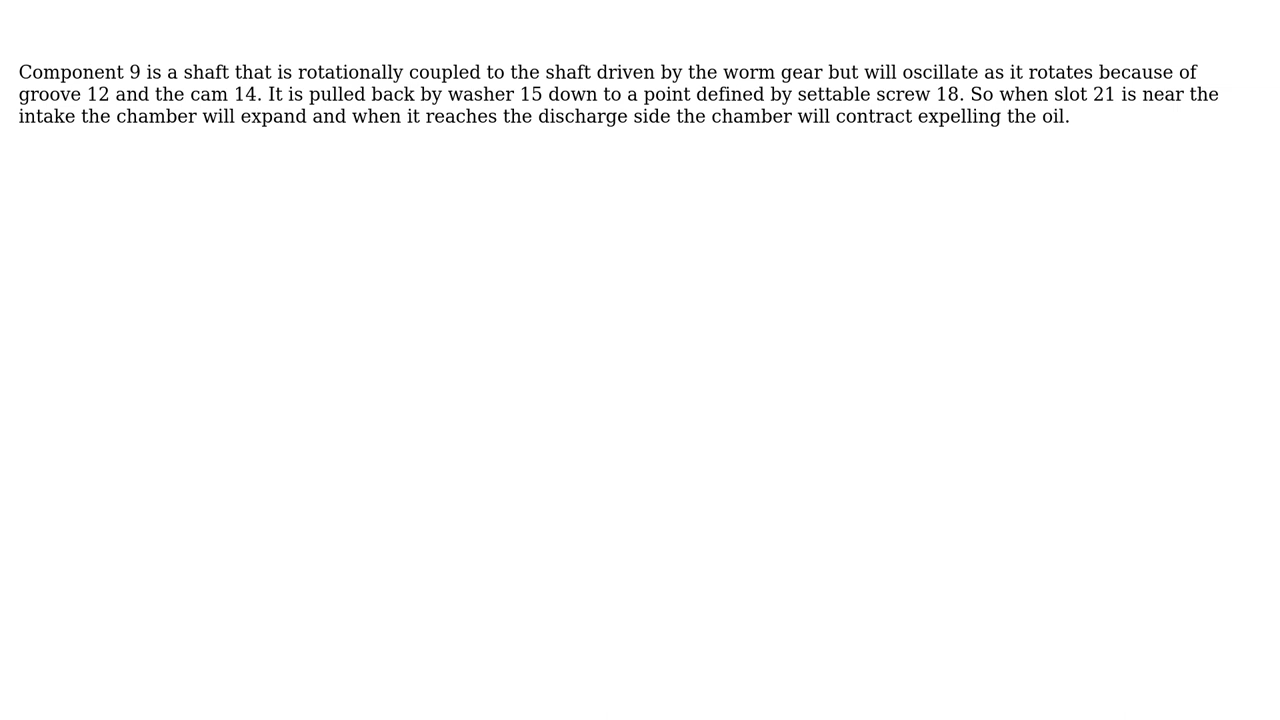 Component 9 is a shaft that is rotationally coupled to the shaft driven by the worm gear but will oscillate as it rotates because of
groove 12 and the cam 14. It is pulled back by washer 15 down to a point defined by settable screw 18. So when slot 21 is near the
intake the chamber will expand and when it reaches the discharge side the chamber will contract expelling the oil.